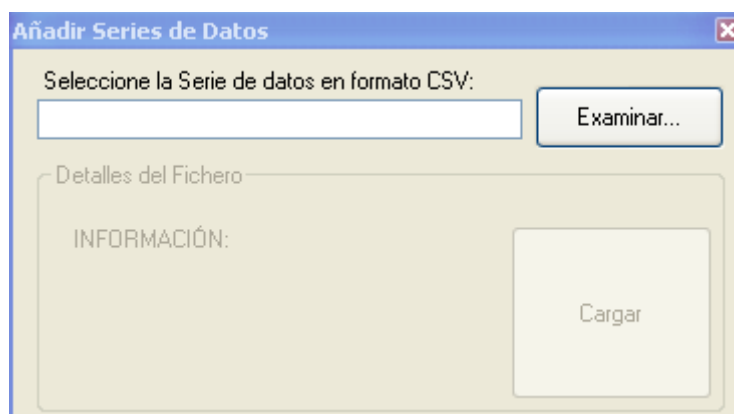 Añadir Series de Datos
Seleccione la Serie de datos en formato CSV:
Examinar...
Detalles del Fichero
INFORMACIÓN:
Cargar